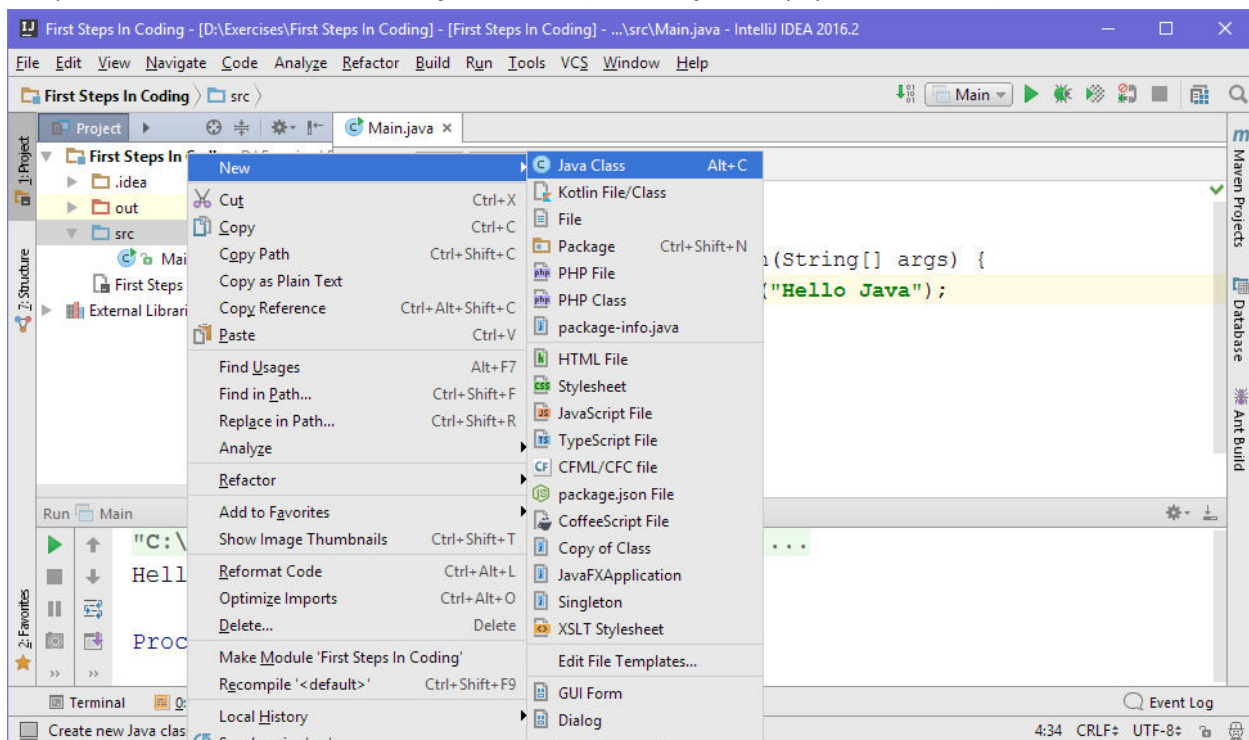 First Steps In Coding - [D:\Exercises\First Steps In Coding] - [First Steps In Coding] - ...\src\Main.java - IntelliJ IDEA 2016.2
File Edit View Navigate Code Analyze Refactor Build Run Tools VCS Window Help
First Steps In Coding src
Main
Project
Main.java
1: Project
7: Structure
2: Favorites
First Steps In
.idea
out
src
Mai
First Steps
External Librari
New
Cut Ctrl+X
Copy Ctrl+C
Copy Path Ctrl+Shift+C
Copy as Plain Text
Copy Reference Ctrl+Alt+Shift+C
Paste Ctrl+V
Find Usages Alt+F7
Find in Path... Ctrl+Shift+F
Replace in Path... Ctrl+Shift+R
Analyze
Refactor
Add to Favorites
Show Image Thumbnails Ctrl+Shift+T
Reformat Code Ctrl+Alt+L
Optimize Imports Ctrl+Alt+O
Delete... Delete
Make Module 'First Steps In Coding'
Recompile '<default>' Ctrl+Shift+F9
Local History
Java Class Alt+C
Kotlin File/Class
File
Package Ctrl+Shift+N
PHP File
PHP Class
package-info.java
HTML File
Stylesheet
JavaScript File
TypeScript File
CFML/CFC file
package.json File
CoffeeScript File
Copy of Class
JavaFXApplication
Singleton
XSLT Stylesheet
Edit File Templates...
GUI Form
Dialog
(String[] args) {
("Hello Java");
Maven Projects
Database
Ant Build
Run Main
"C:\ ...
Hell
Proc
Terminal 0:
Event Log
Create new Java clas
4:34 CRLF UTF-8